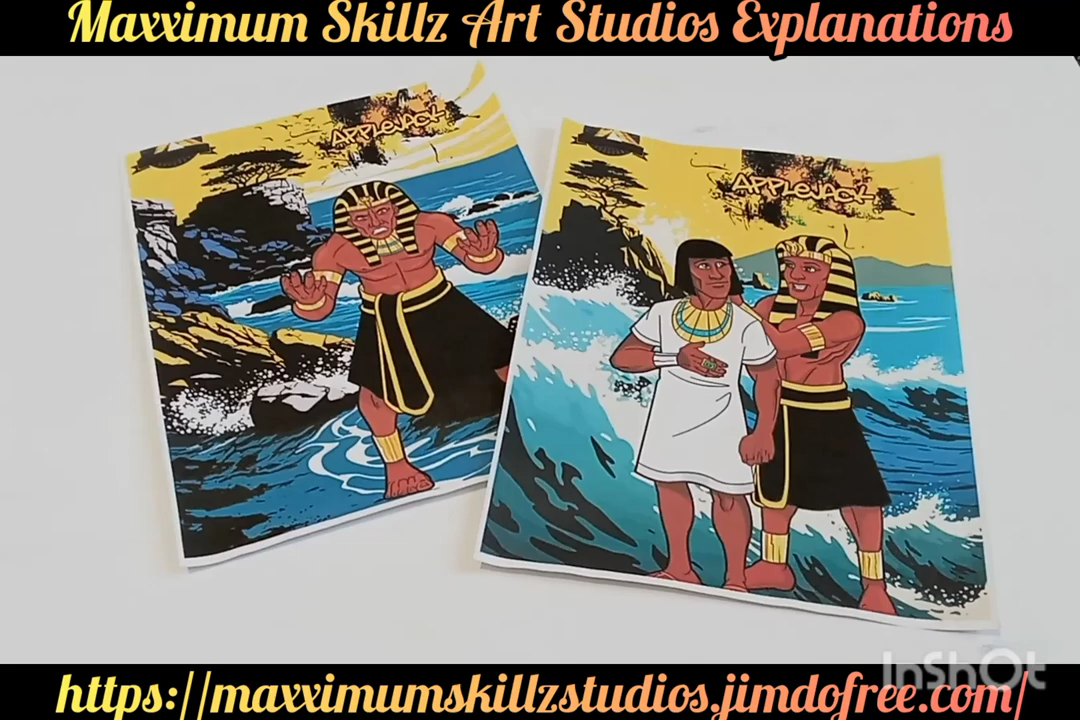 Maxximum Skillz Art Studios Explanations
APPLEJACK
APPLEJACK
InShOt
https://maxximumskillzstudios.jimdofree.com/